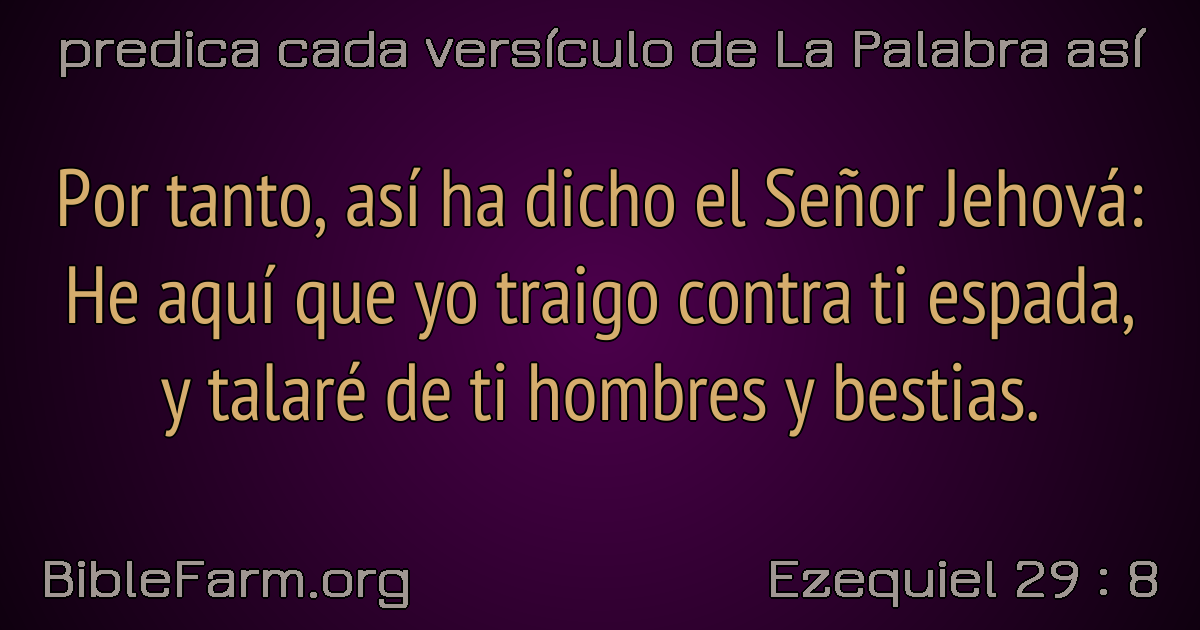 predica cada versículo de La Palabra así
Por tanto, así ha dicho el Señor Jehová:
He aquí que yo traigo contra ti espada,
y talaré de ti hombres y bestias.
BibleFarm.org
Ezequiel 29 : 8